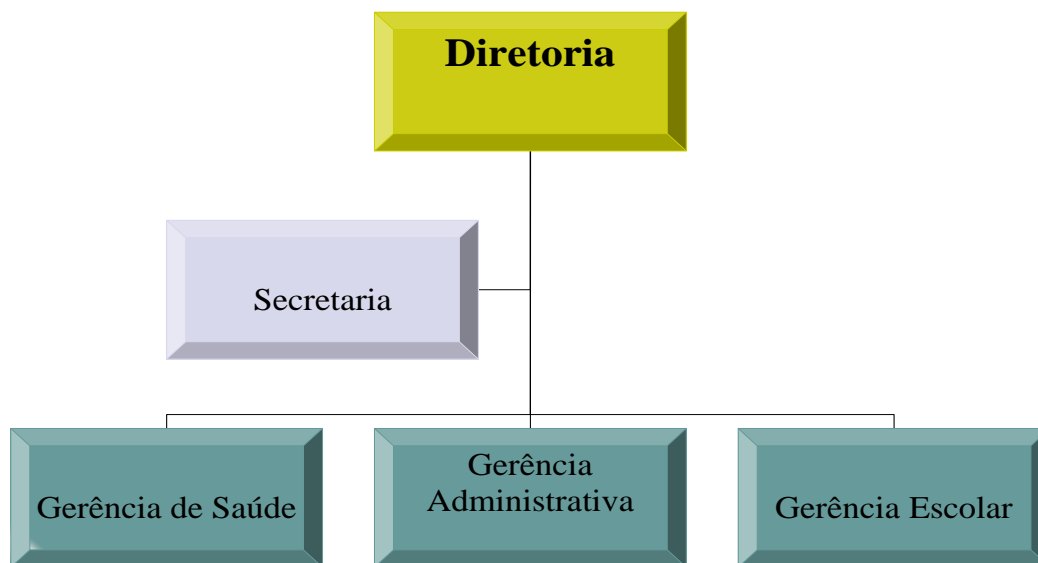 Diretoria
Secretaria
Gerência de Saúde
Gerência
Administrativa
Gerência Escolar